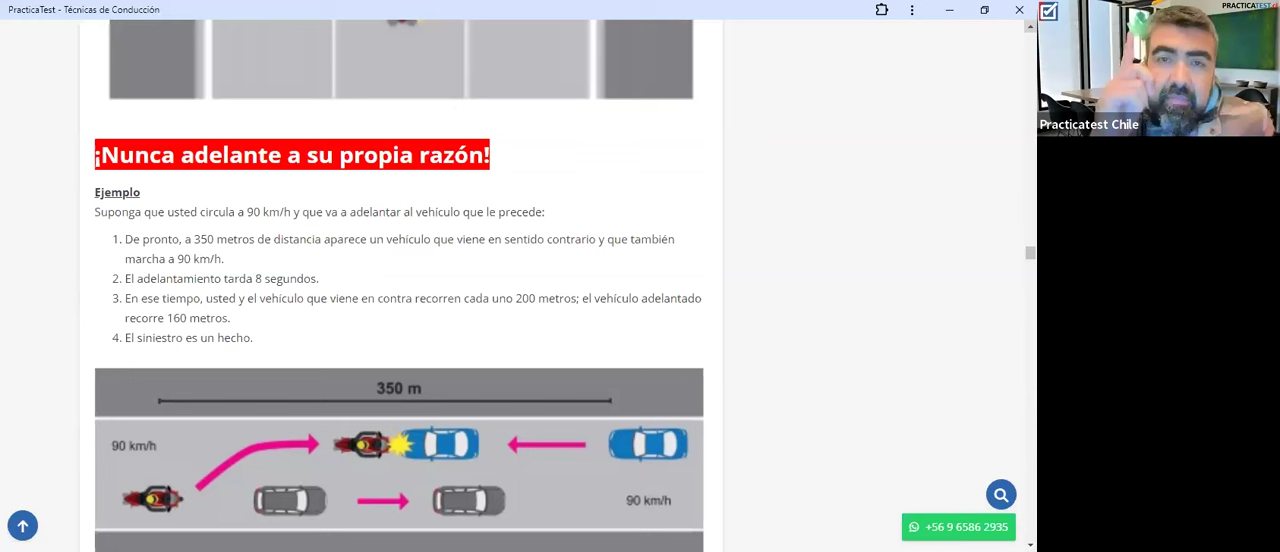 PracticaTest - Técnicas de Conducción
PRACTICATEST
Practicatest Chile
¡Nunca adelante a su propia razón!
Ejemplo
Suponga que usted circula a 90 km/h y que va a adelantar al vehículo que le precede:
1. De pronto, a 350 metros de distancia aparece un vehículo que viene en sentido contrario y que también
marcha a 90 km/h.
2. El adelantamiento tarda 8 segundos.
3. En ese tiempo, usted y el vehículo que viene en contra recorren cada uno 200 metros; el vehículo adelantado
recorre 160 metros.
4. El siniestro es un hecho.
350 m
90 km/h
90 km/h
+56 9 6586 2935